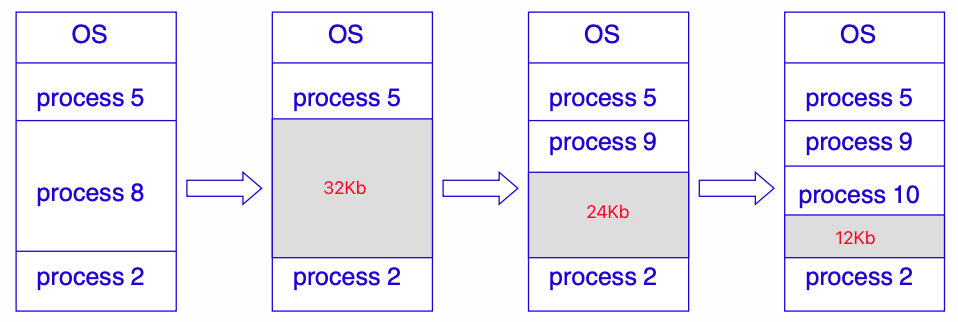 OS
process 5
process 8
process 2
OS
process 5
32Kb
process 2
OS
process 5
process 9
24Kb
process 2
OS
process 5
process 9
process 10
12Kb
process 2